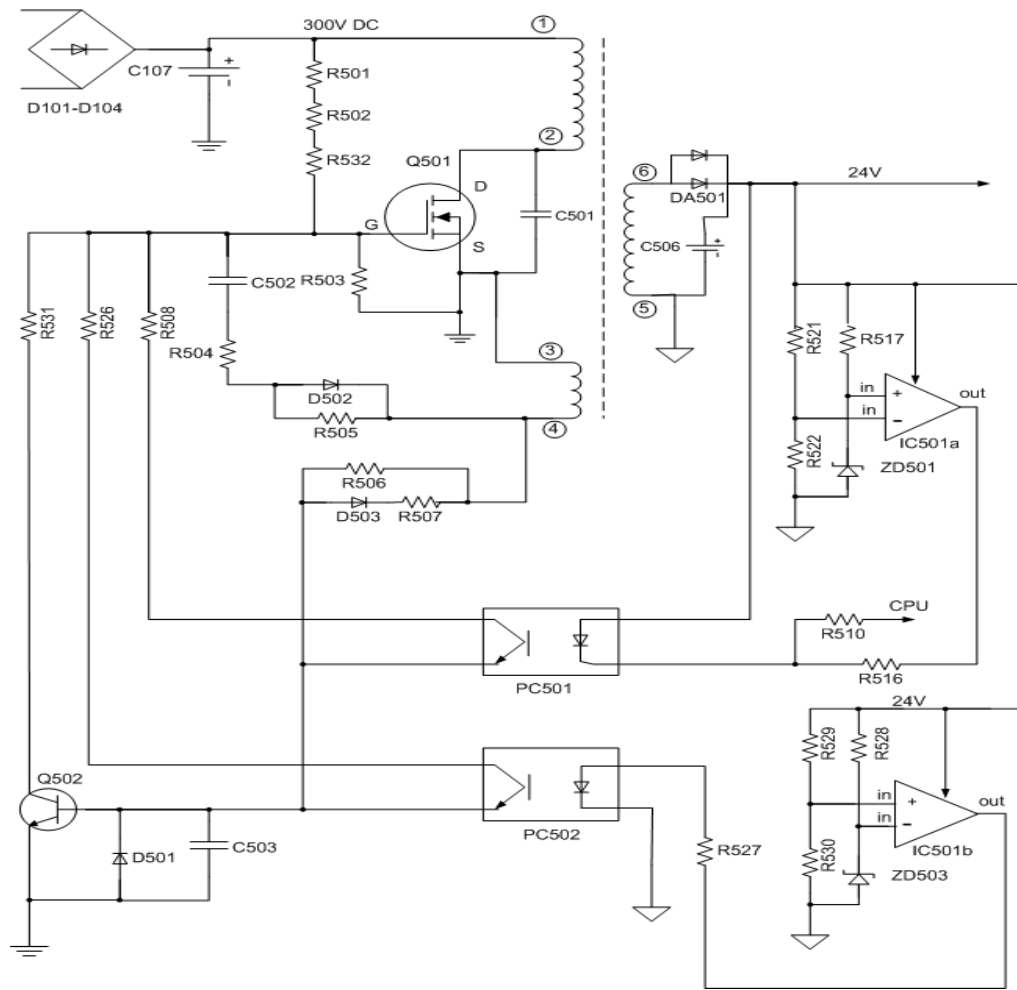 300V DC
1
C107
+
-
D101-D104
R501
R502
R532
2
Q501
D
G
S
C501
6
DA501
24V
C506
+
-
5
R503
C502
R504
R531
R526
R508
3
D502
R505
4
R506
D503
R507
R521
R517
in
+
in
-
out
IC501a
R522
ZD501
PC501
CPU
R510
R516
24V
R529
R528
in
+
in
-
out
IC501b
R530
ZD503
Q502
D501
C503
PC502
R527